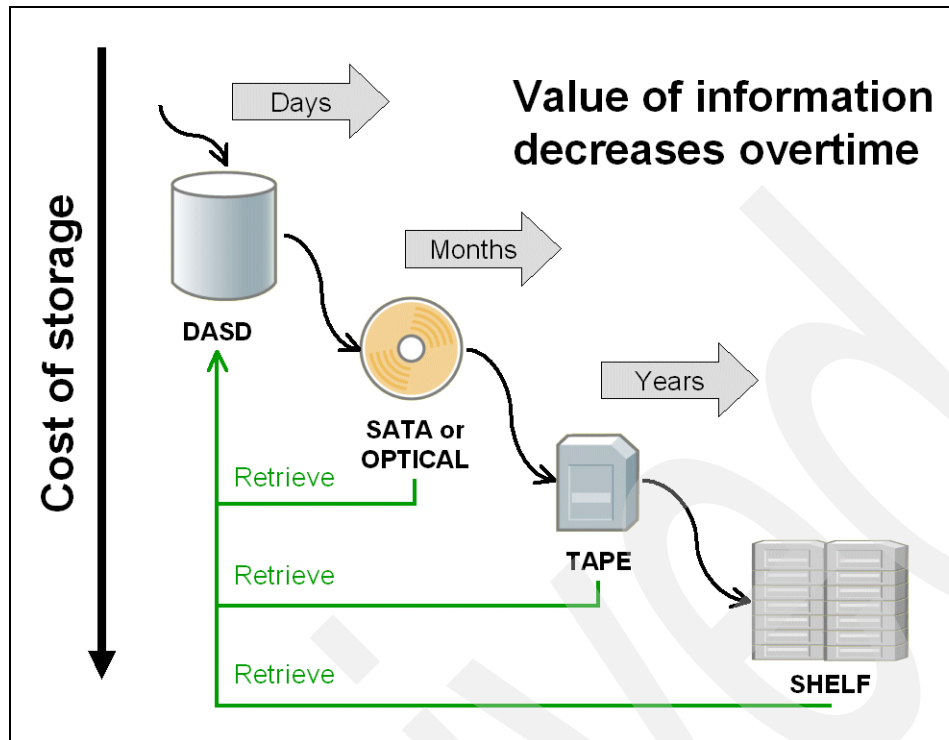 Days
Value of information
decreases overtime
Cost of storage
Months
DASD
Years
SATA or
OPTICAL
Retrieve
TAPE
Retrieve
Retrieve
SHELF